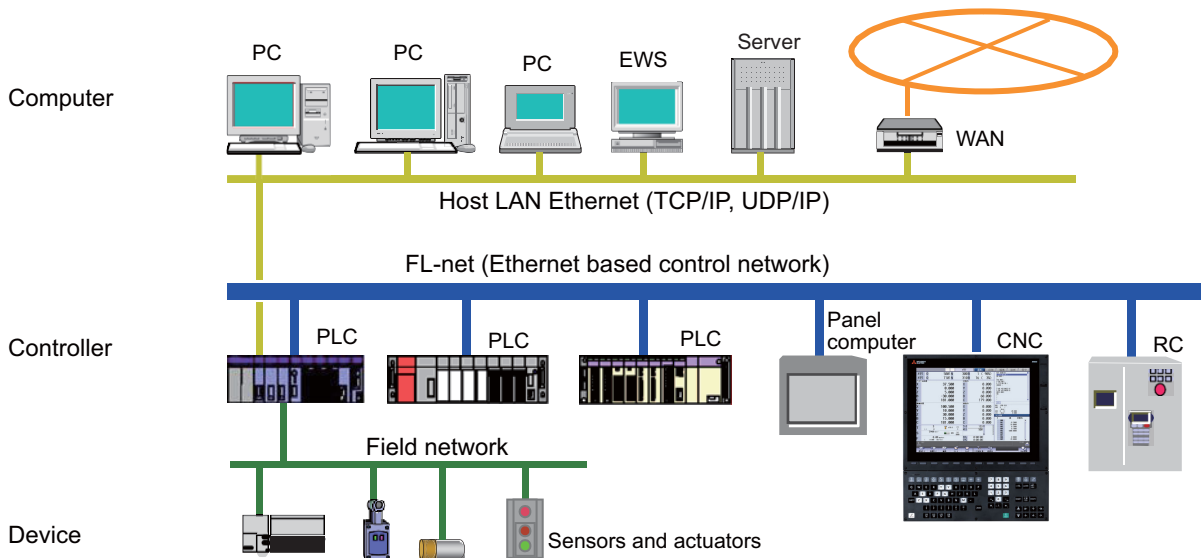 Computer
PC
PC
PC
EWS
Server
WAN
Host LAN Ethernet (TCP/IP, UDP/IP)
FL-net (Ethernet based control network)
Controller
PLC
PLC
PLC
Panel
computer
CNC
RC
Field network
Device
Sensors and actuators